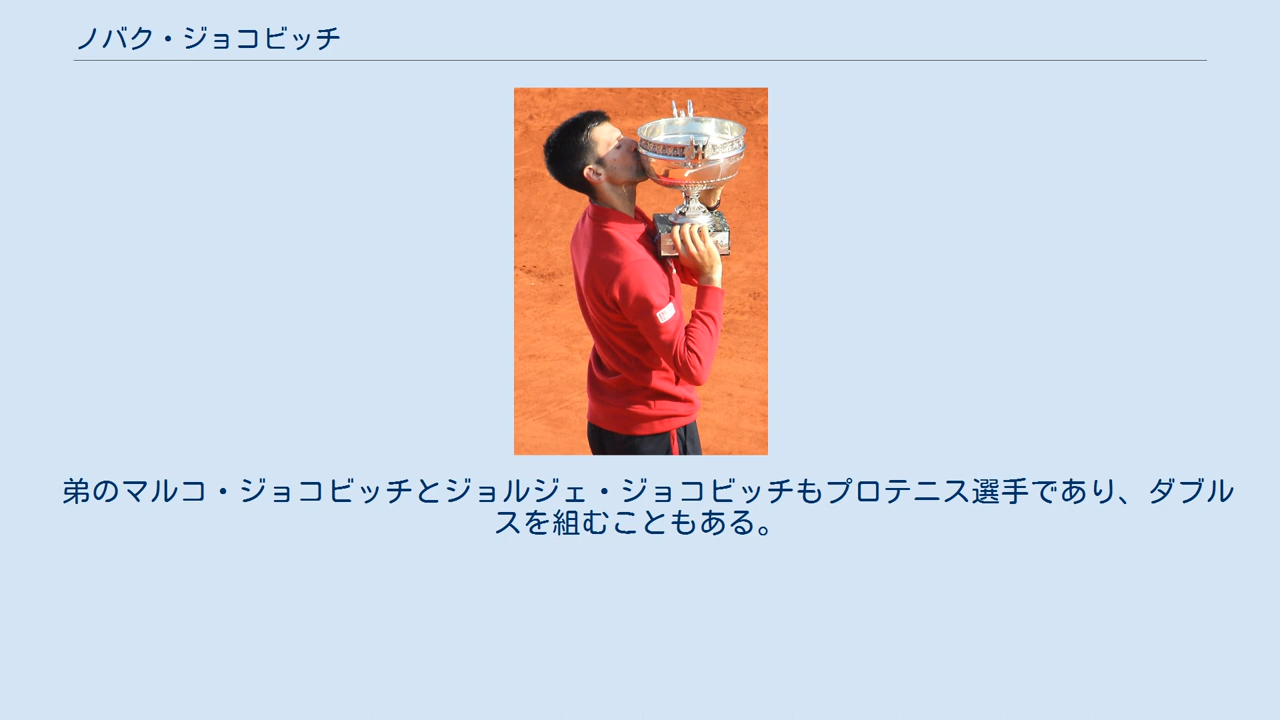 ノバク・ジョコビッチ
弟のマルコ・ジョコビッチとジョルジェ・ジョコビッチもプロテニス選手であり、ダブル
スを組むこともある。